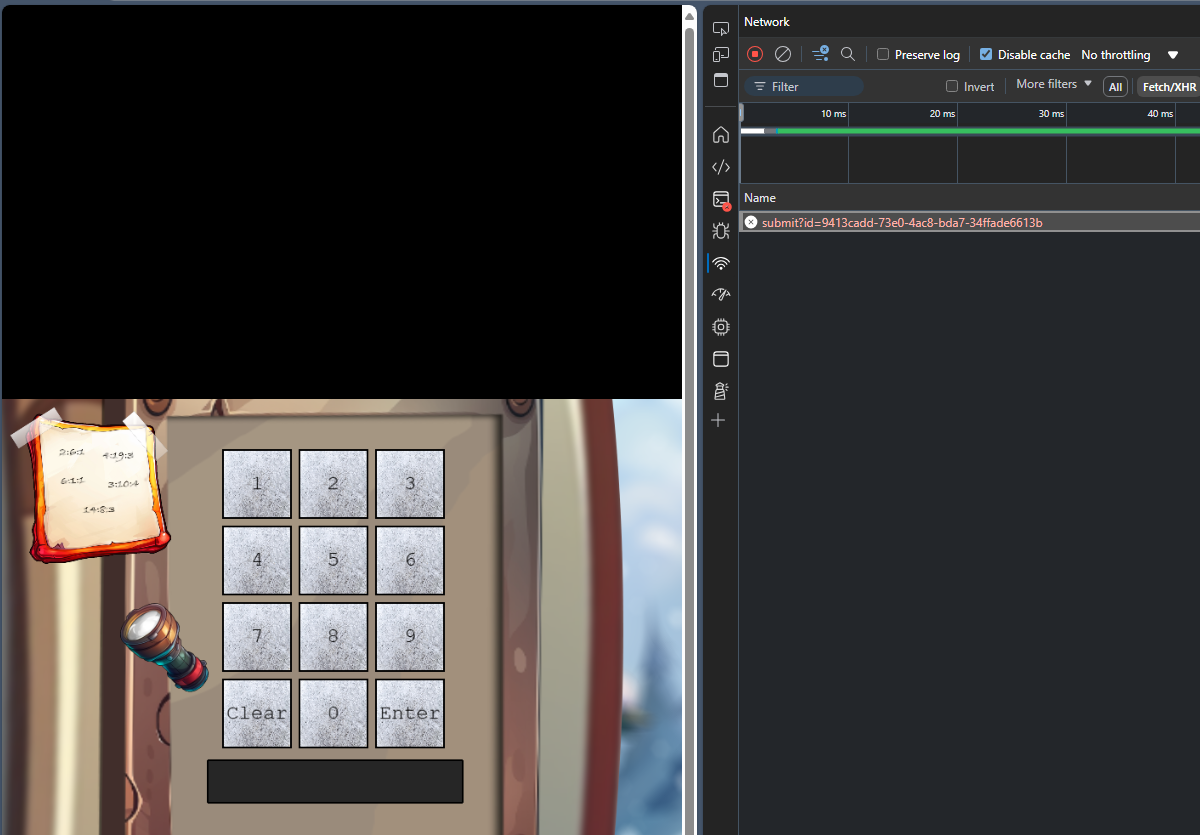 Network
Preserve log
Disable cache
No throttling
Filter
Invert
More filters
All
Fetch/XHR
10 ms
20 ms
30 ms
40 ms
Name
submit?id=9413cadd-73e0-4ac8-bda7-34ffade6613b
2:6:1 4:19:3
6:1:1 3:10:4
14:8:3
1 2 3
4 5 6
7 8 9
Clear 0 Enter